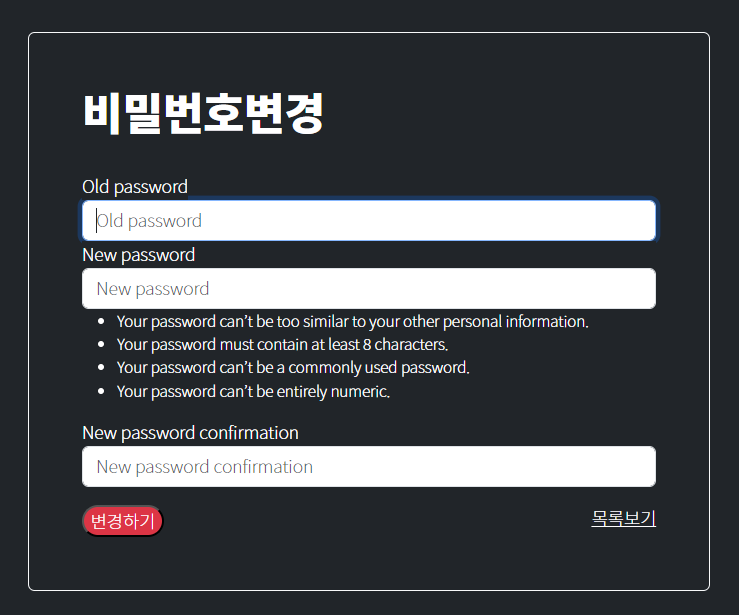 비밀번호변경
Old password
Old password
New password
New password
• Your password can’t be too similar to your other personal information.
• Your password must contain at least 8 characters.
• Your password can’t be a commonly used password.
• Your password can’t be entirely numeric.
New password confirmation
New password confirmation
변경하기 목록보기